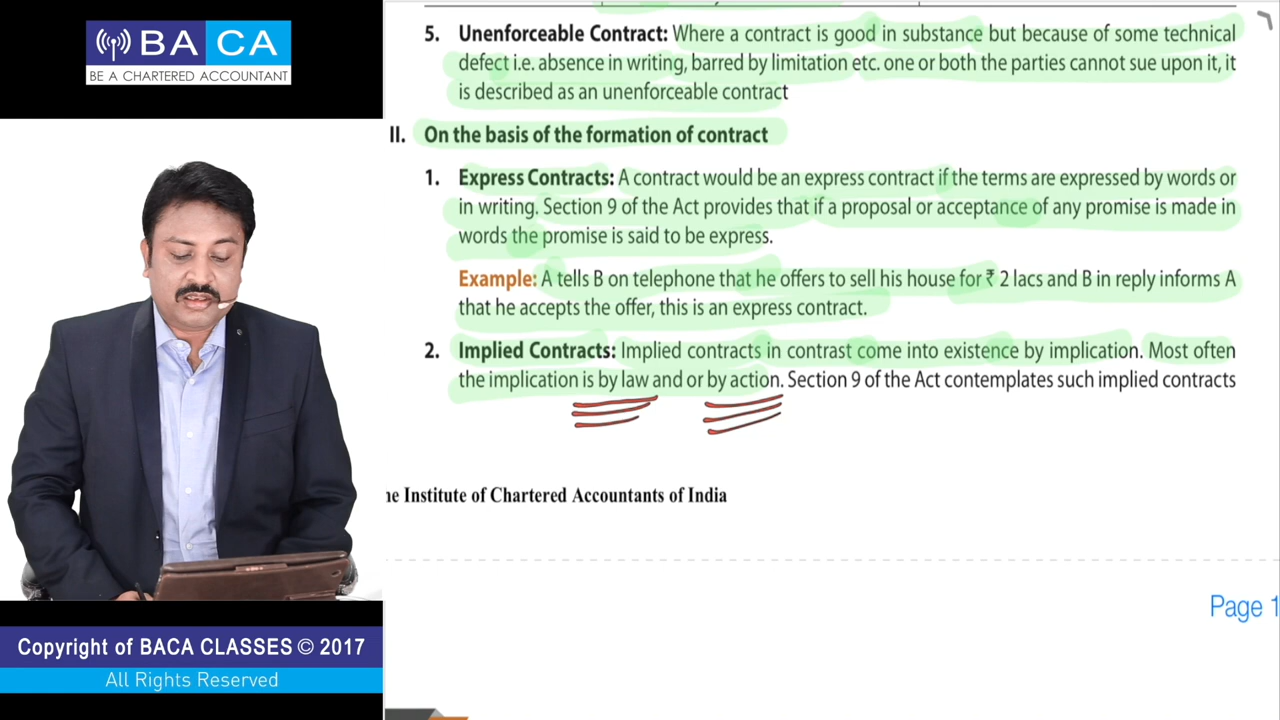 BA CA
BE A CHARTERED ACCOUNTANT
5. Unenforceable Contract: Where a contract is good in substance but because of some technical
defect i.e. absence in writing, barred by limitation etc. one or both the parties cannot sue upon it, it
is described as an unenforceable contract
II. On the basis of the formation of contract
1. Express Contracts: A contract would be an express contract if the terms are expressed by words or
in writing. Section 9 of the Act provides that if a proposal or acceptance of any promise is made in
words the promise is said to be express.
Example: A tells B on telephone that he offers to sell his house for ₹ 2 lacs and B in reply informs A
that he accepts the offer, this is an express contract.
2. Implied Contracts: Implied contracts in contrast come into existence by implication. Most often
the implication is by law and or by action. Section 9 of the Act contemplates such implied contracts
he Institute of Chartered Accountants of India
Page 1
Copyright of BACA CLASSES © 2017
All Rights Reserved